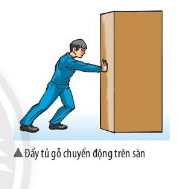 ▲ Đẩy tủ gỗ chuyển động trên sàn